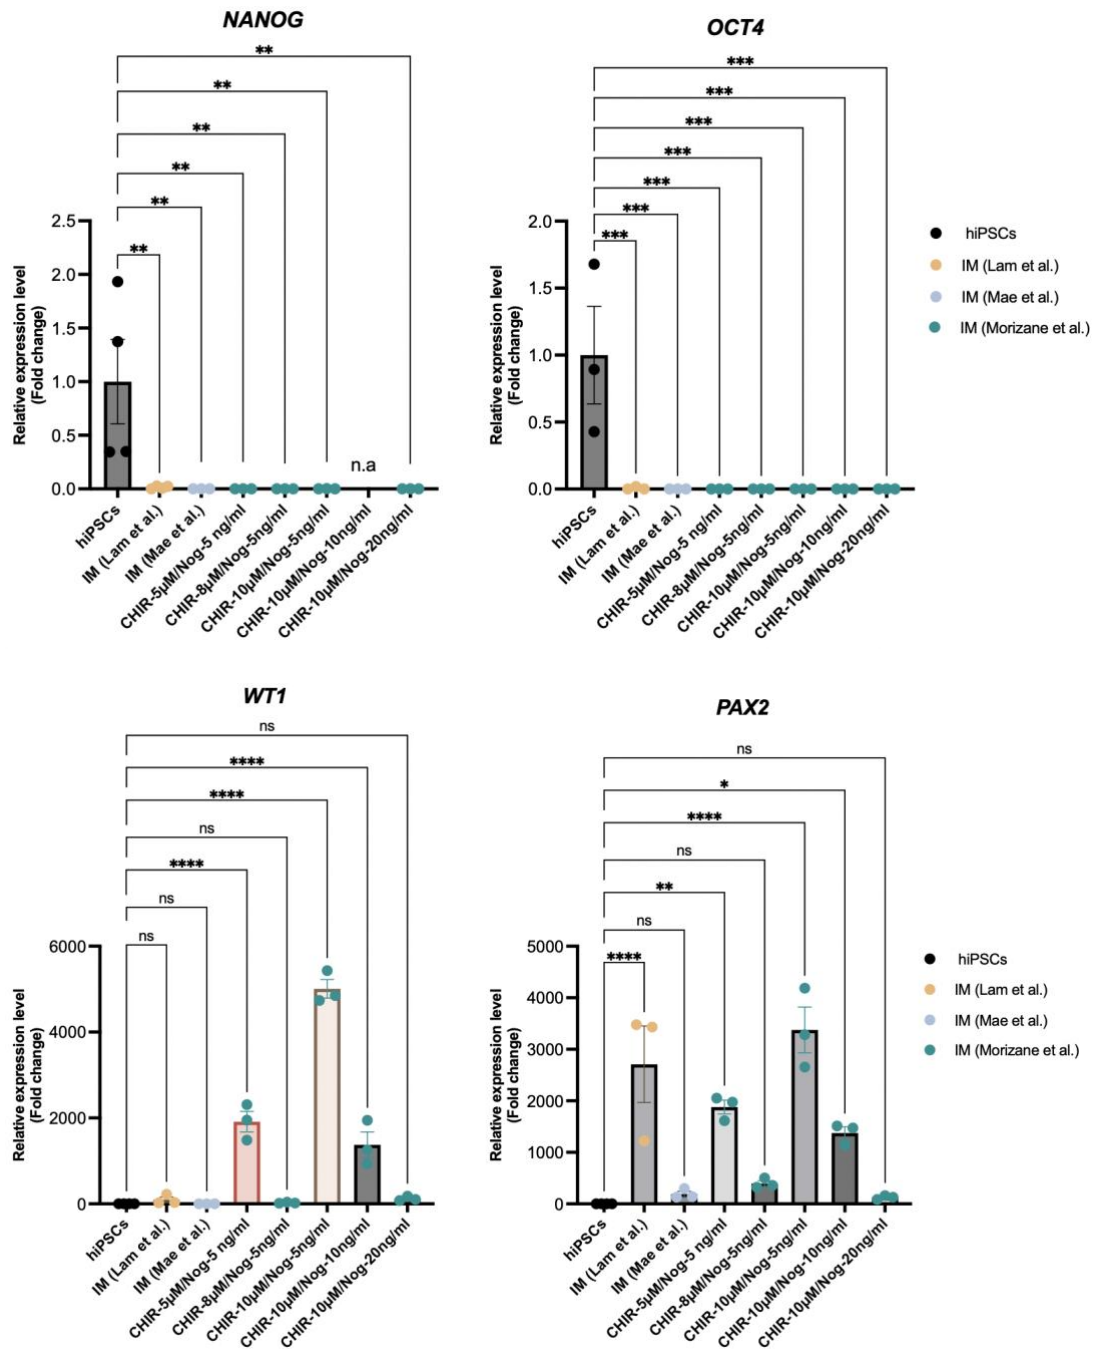 NANOG
**
**
**
**
**
**
2.5
2.0
1.5
1.0
0.5
0.0
Relative expression level
(Fold change)
n.a
hiPSCs
IM (Lam et al.)
IM (Mae et al.)
CHIR-5µM/Nog-5 ng/ml
CHIR-8µM/Nog-5ng/ml
CHIR-10µM/Nog-5ng/ml
CHIR-10µM/Nog-10ng/ml
CHIR-10µM/Nog-20ng/ml
OCT4
***
***
***
***
***
***
***
2.0
1.5
1.0
0.5
0.0
Relative expression level
(Fold change)
hiPSCs
IM (Lam et al.)
IM (Mae et al.)
CHIR-5µM/Nog-5 ng/ml
CHIR-8µM/Nog-5ng/ml
CHIR-10µM/Nog-5ng/ml
CHIR-10µM/Nog-10ng/ml
CHIR-10µM/Nog-20ng/ml
hiPSCs
IM (Lam et al.)
IM (Mae et al.)
IM (Morizane et al.)
WT1
ns
****
****
ns
****
ns
ns
6000
4000
2000
0
Relative expression level
(Fold change)
hiPSCs
IM (Lam et al.)
IM (Mae et al.)
CHIR-5µM/Nog-5 ng/ml
CHIR-8µM/Nog-5ng/ml
CHIR-10µM/Nog-5ng/ml
CHIR-10µM/Nog-10ng/ml
CHIR-10µM/Nog-20ng/ml
PAX2
ns
*
****
ns
**
ns
****
5000
4000
3000
2000
1000
0
Relative expression level
(Fold change)
hiPSCs
IM (Lam et al.)
IM (Mae et al.)
CHIR-5µM/Nog-5 ng/ml
CHIR-8µM/Nog-5ng/ml
CHIR-10µM/Nog-5ng/ml
CHIR-10µM/Nog-10ng/ml
CHIR-10µM/Nog-20ng/ml
hiPSCs
IM (Lam et al.)
IM (Mae et al.)
IM (Morizane et al.)